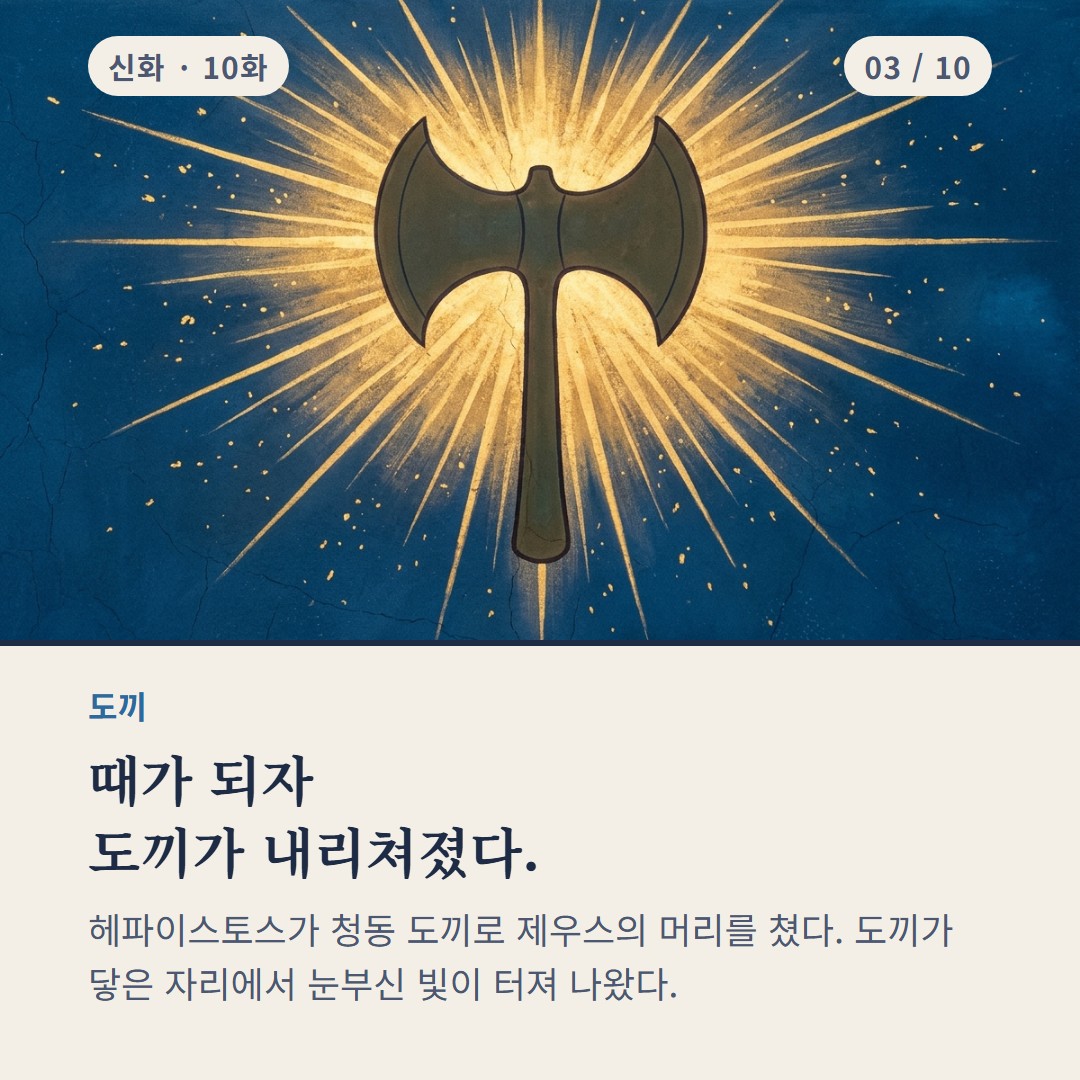 신화 · 10화
03 / 10
도끼
때가 되자
도끼가 내리쳐졌다.
헤파이스토스가 청동 도끼로 제우스의 머리를 쳤다. 도끼가
닿은 자리에서 눈부신 빛이 터져 나왔다.